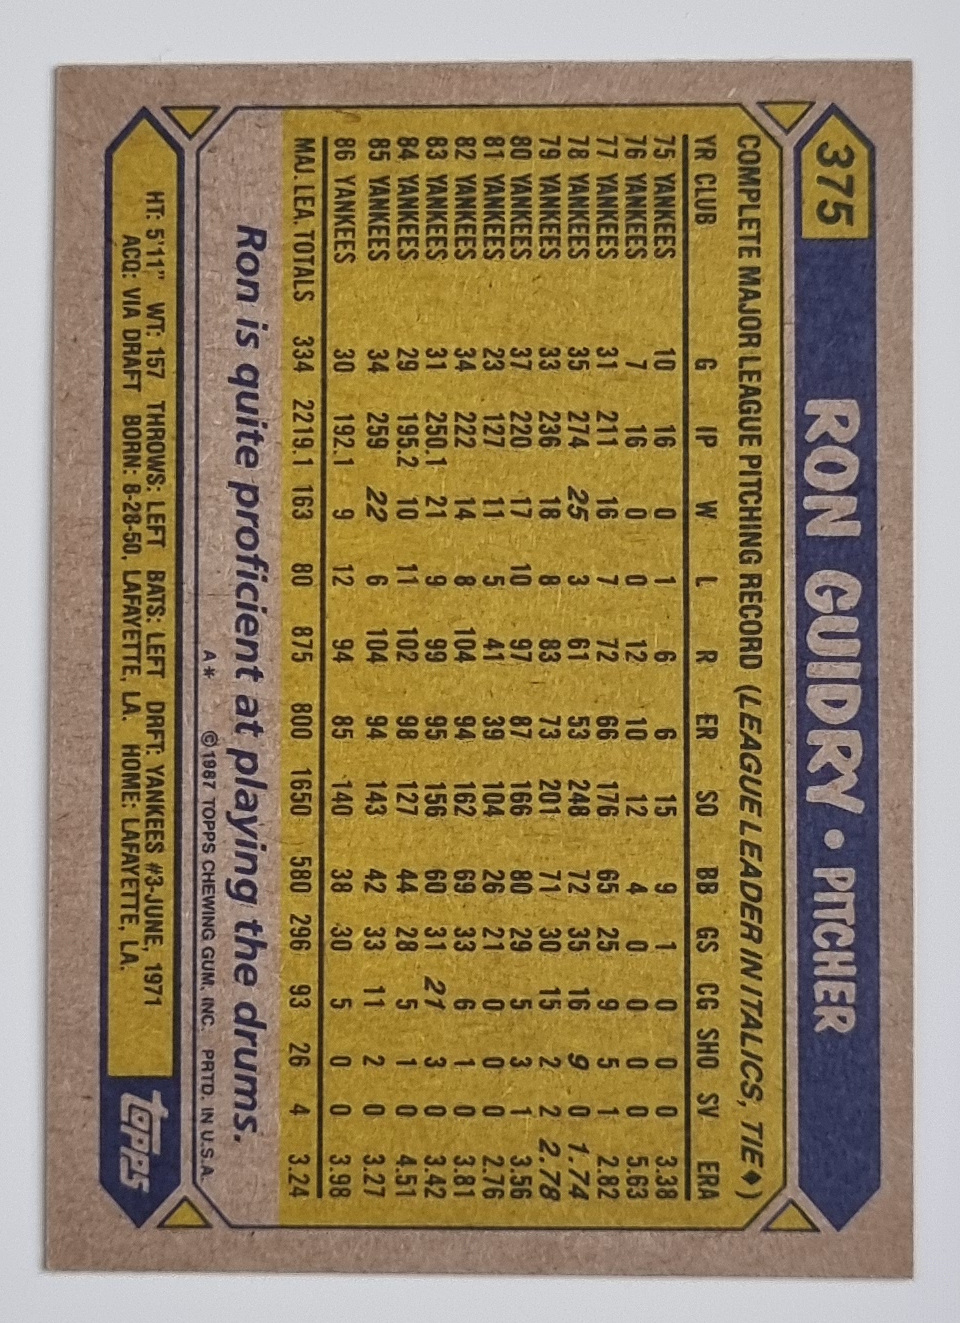 375 RON GUIDRY • PITCHER
COMPLETE MAJOR LEAGUE PITCHING RECORD (LEAGUE LEADER IN ITALICS, TIE♦)
YR CLUB G IP W L R ER SO BB GS CG SHO SV ERA
75 YANKEES 10 16 0 1 6 6 15 9 1 0 0 0 3.38
76 YANKEES 7 16 0 0 12 10 12 4 0 0 0 0 5.63
77 YANKEES 31 211 16 7 72 66 176 65 25 9 5 1 2.82
78 YANKEES 35 274 25 3 61 53 248 72 35 16 9 0 1.74
79 YANKEES 33 236 18 8 83 73 201 71 30 15 2 2 2.78
80 YANKEES 37 220 17 10 97 87 166 80 29 5 3 1 3.56
81 YANKEES 23 127 11 5 41 39 104 26 21 0 0 0 2.76
82 YANKEES 34 222 14 8 104 94 162 69 33 6 1 0 3.81
83 YANKEES 31 250.1 21 9 99 95 156 60 31 21 3 0 3.42
84 YANKEES 29 195.2 10 11 102 98 127 44 28 5 1 0 4.51
85 YANKEES 34 259 22 6 104 94 143 42 33 11 2 0 3.27
86 YANKEES 30 192.1 9 12 94 85 140 38 30 5 0 0 3.98
MAJ. LEA. TOTALS 334 2219.1 163 80 875 800 1650 580 296 93 26 4 3.24
Ron is quite proficient at playing the drums.
A* ©1987 TOPPS CHEWING GUM, INC. PRTD. IN U.S.A.
HT: 5'11" WT: 157 THROWS: LEFT BATS: LEFT DRFT: YANKEES #3-JUNE, 1971
ACQ: VIA DRAFT BORN: 8-28-50, LAFAYETTE, LA. HOME: LAFAYETTE, LA.
topps